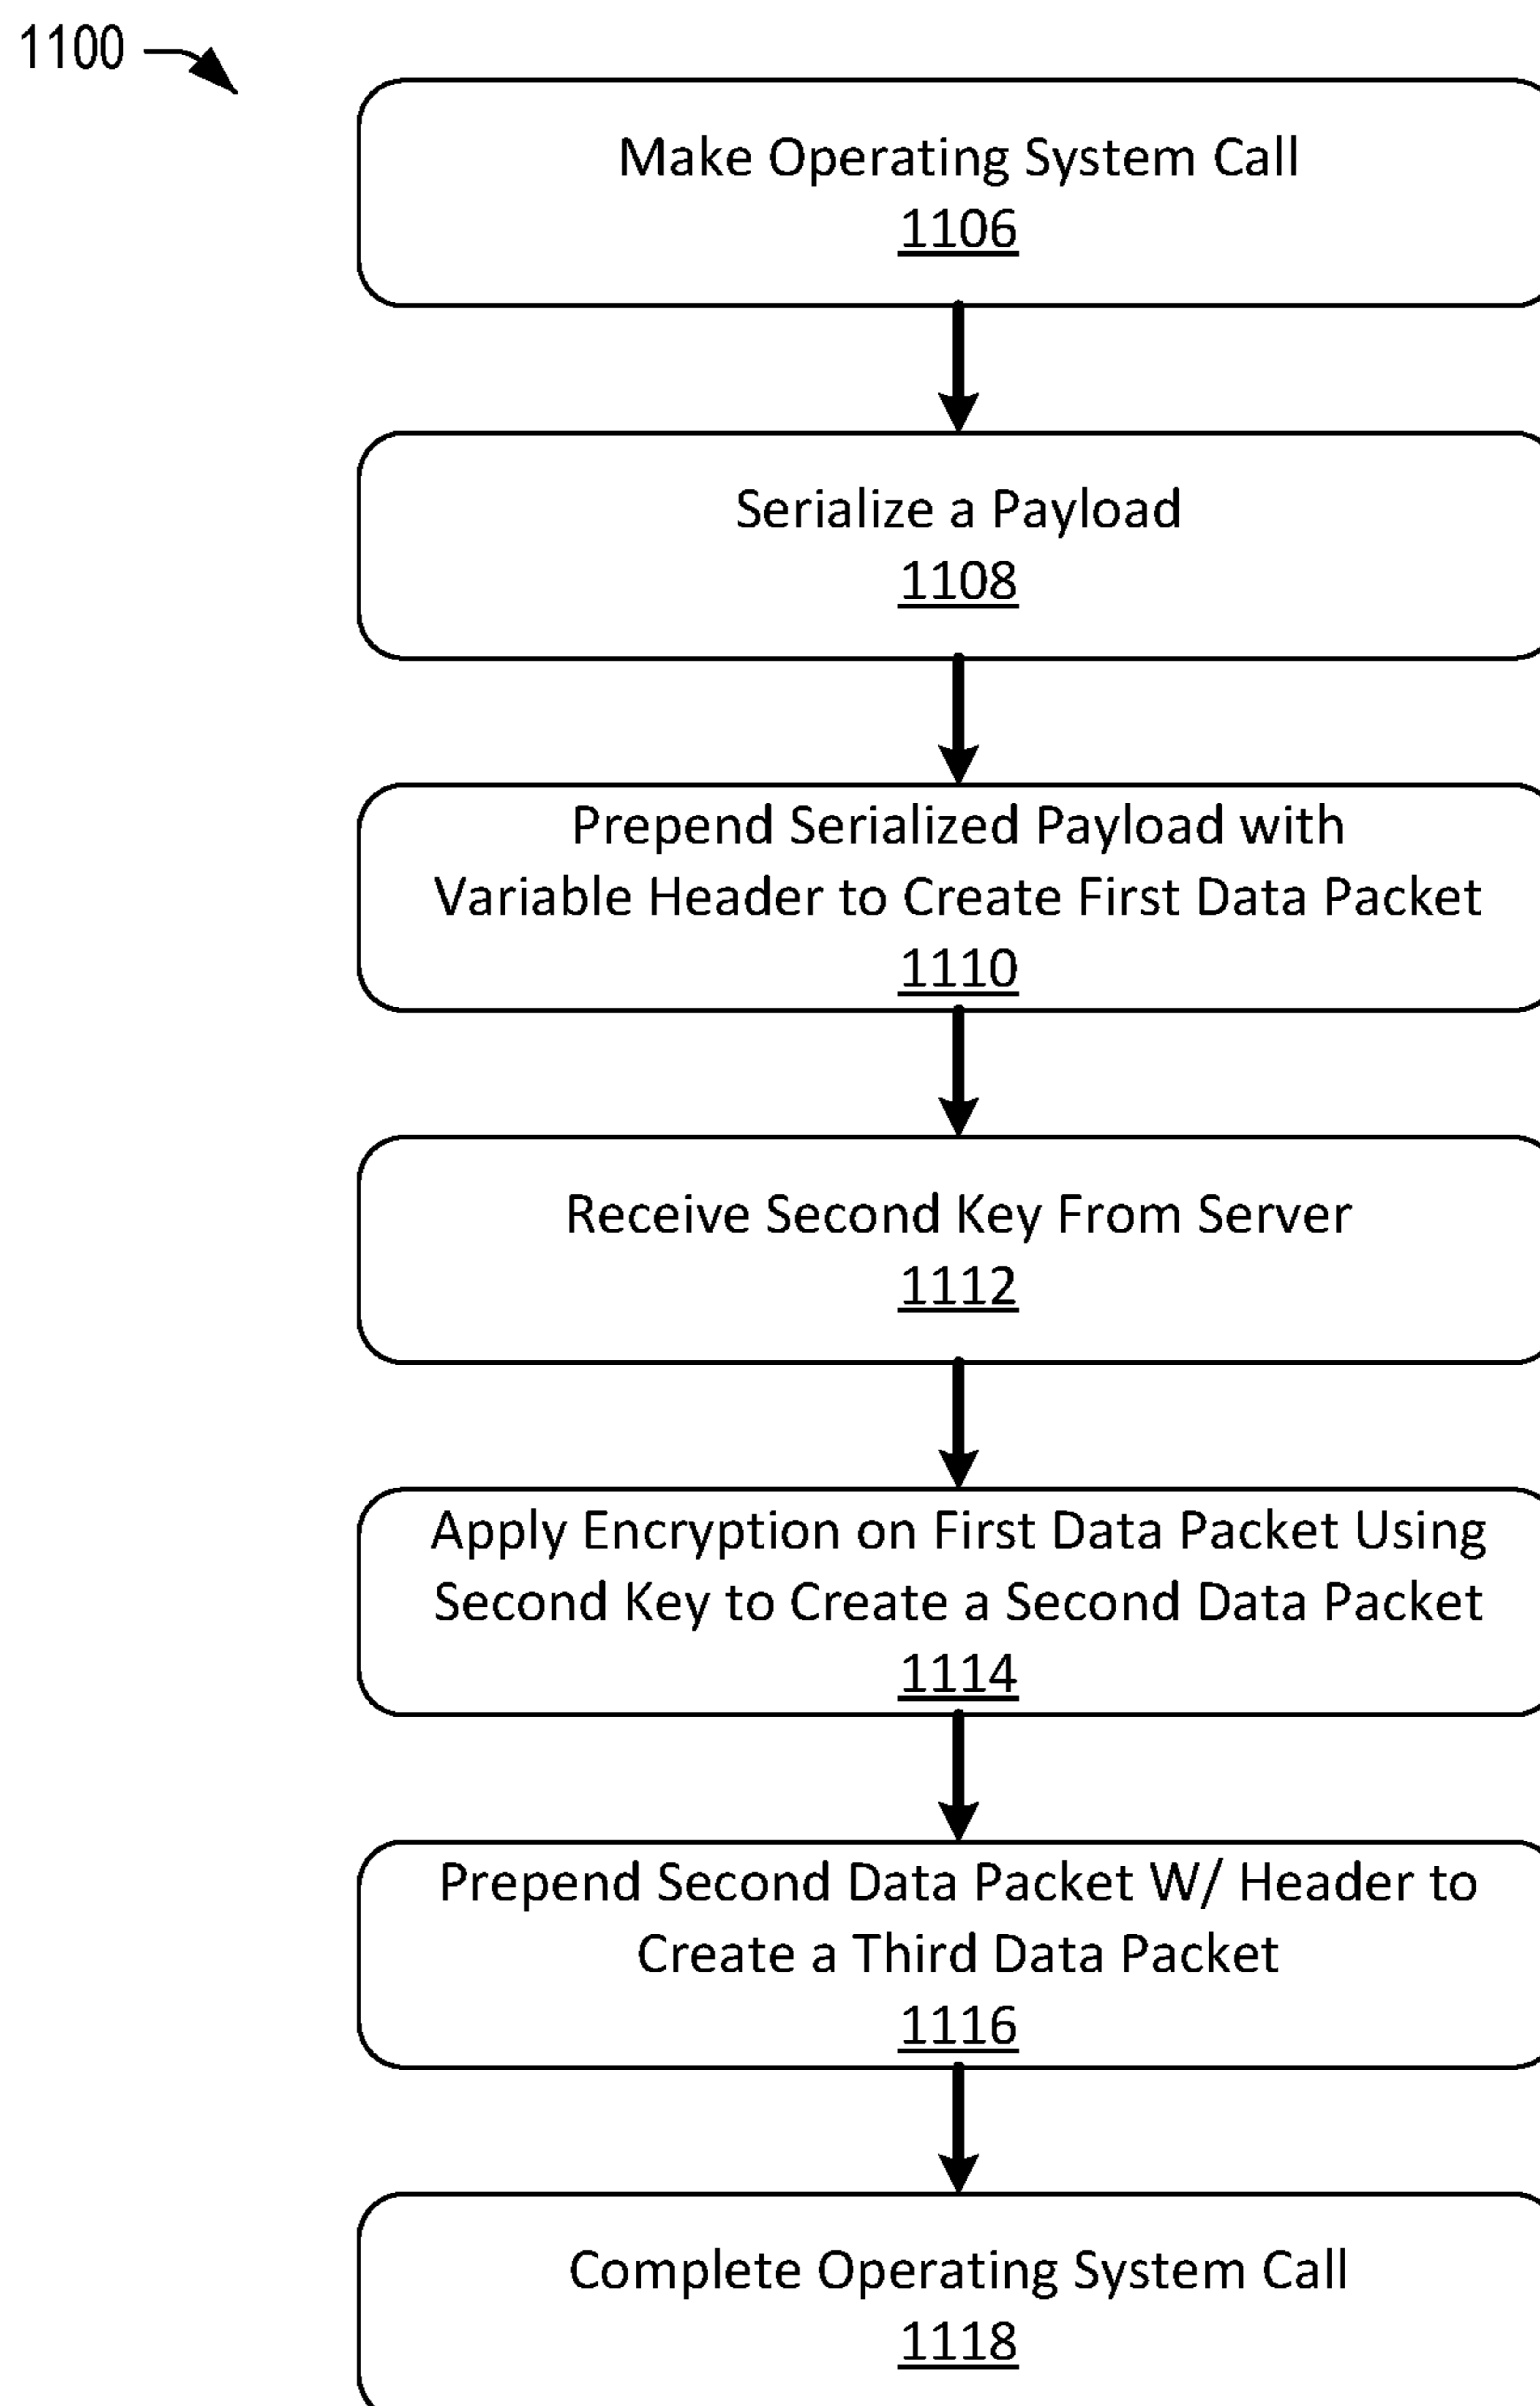 1100
Make Operating System Call
1106
Serialize a Payload
1108
Prepend Serialized Payload with
Variable Header to Create First Data Packet
1110
Receive Second Key From Server
1112
Apply Encryption on First Data Packet Using
Second Key to Create a Second Data Packet
1114
Prepend Second Data Packet W/ Header to
Create a Third Data Packet
1116
Complete Operating System Call
1118